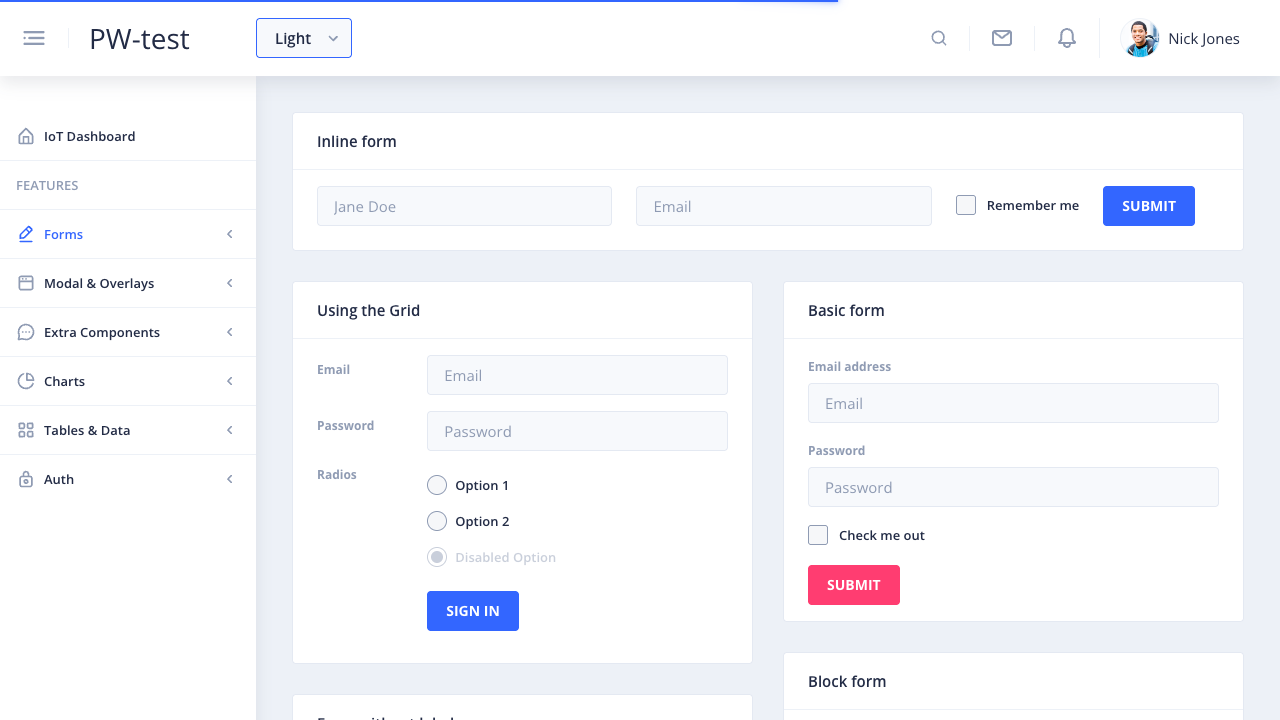 PW-test
Light
Nick Jones
IoT Dashboard
FEATURES
Forms
Modal & Overlays
Extra Components
Charts
Tables & Data
Auth
Inline form
Jane Doe
Email
Remember me
SUBMIT
Using the Grid
Email
Email
Password
Password
Radios
Option 1
Option 2
Disabled Option
SIGN IN
Basic form
Email address
Email
Password
Password
Check me out
SUBMIT
Block form